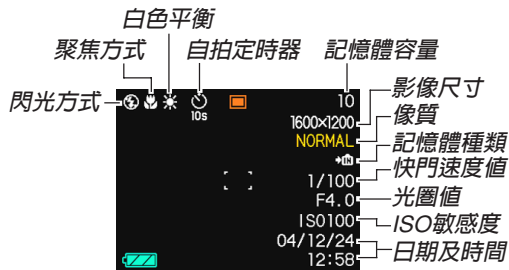 白色平衡
聚焦方式 自拍定時器 記憶體容量
閃光方式 10 影像尺寸
10s
1600×1200 像質
NORMAL 記憶體種類
IN 快門速度值
1/100
F4.0 光圈值
ISO100 ISO敏感度
04/12/24 日期及時間
12:58